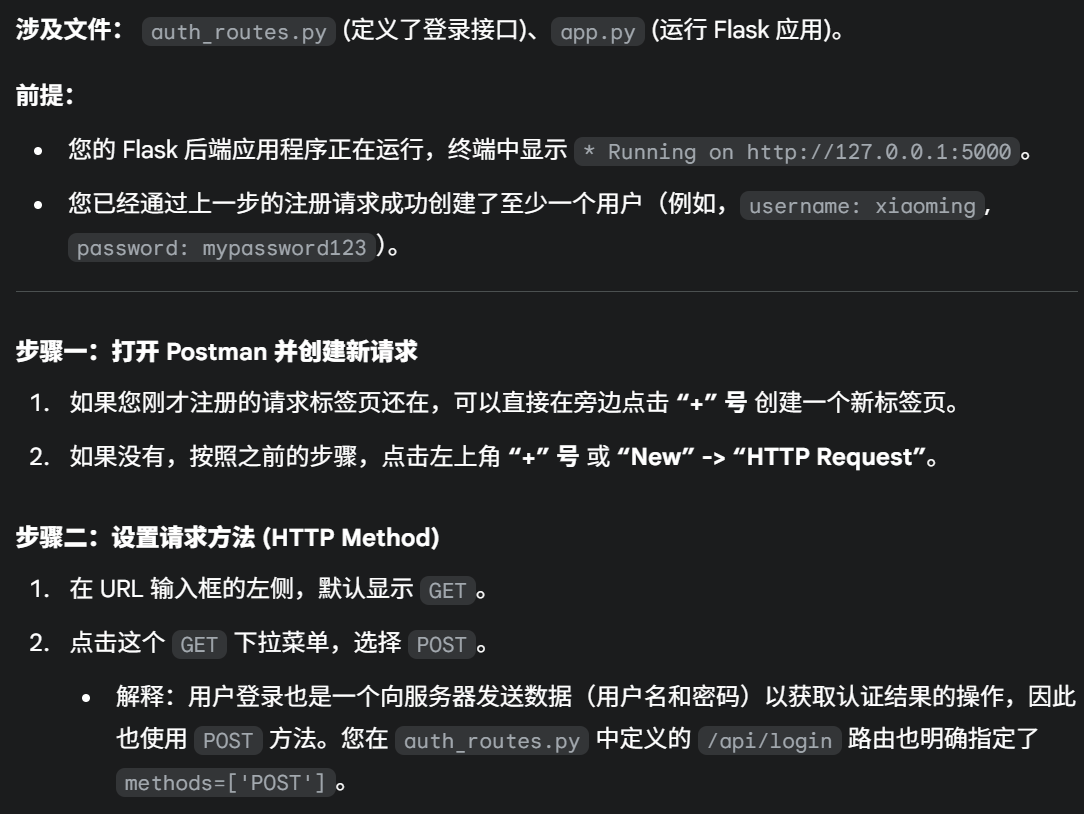 涉及文件： auth_routes.py (定义了登录接口)、 app.py (运行 Flask 应用)。
前提：
• 您的 Flask 后端应用程序正在运行，终端中显示 * Running on http://127.0.0.1:5000 。
• 您已经通过上一步的注册请求成功创建了至少一个用户（例如， username: xiaoming ,
password: mypassword123 ）。
步骤一：打开 Postman 并创建新请求
1. 如果您刚才注册的请求标签页还在，可以直接在旁边点击 “+” 号 创建一个新标签页。
2. 如果没有，按照之前的步骤，点击左上角 “+” 号 或 “New” -> “HTTP Request”。
步骤二：设置请求方法 (HTTP Method)
1. 在 URL 输入框的左侧，默认显示 GET 。
2. 点击这个 GET 下拉菜单，选择 POST 。
• 解释：用户登录也是一个向服务器发送数据（用户名和密码）以获取认证结果的操作，因此
也使用 POST 方法。您在 auth_routes.py 中定义的 /api/login 路由也明确指定了
methods=['POST'] 。